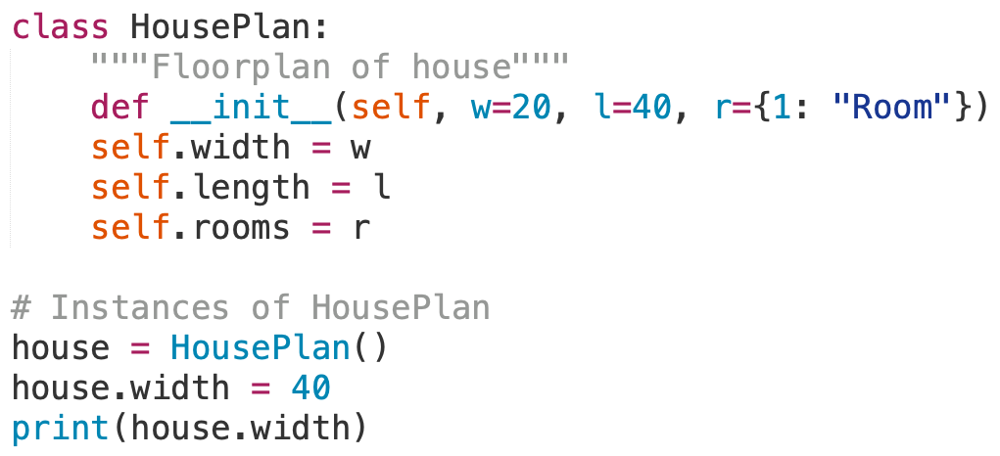 class HousePlan:
    """Floorplan of house"""
    def __init__(self, w=20, l=40, r={1: "Room"})
    self.width = w
    self.length = l
    self.rooms = r

# Instances of HousePlan
house = HousePlan()
house.width = 40
print(house.width)